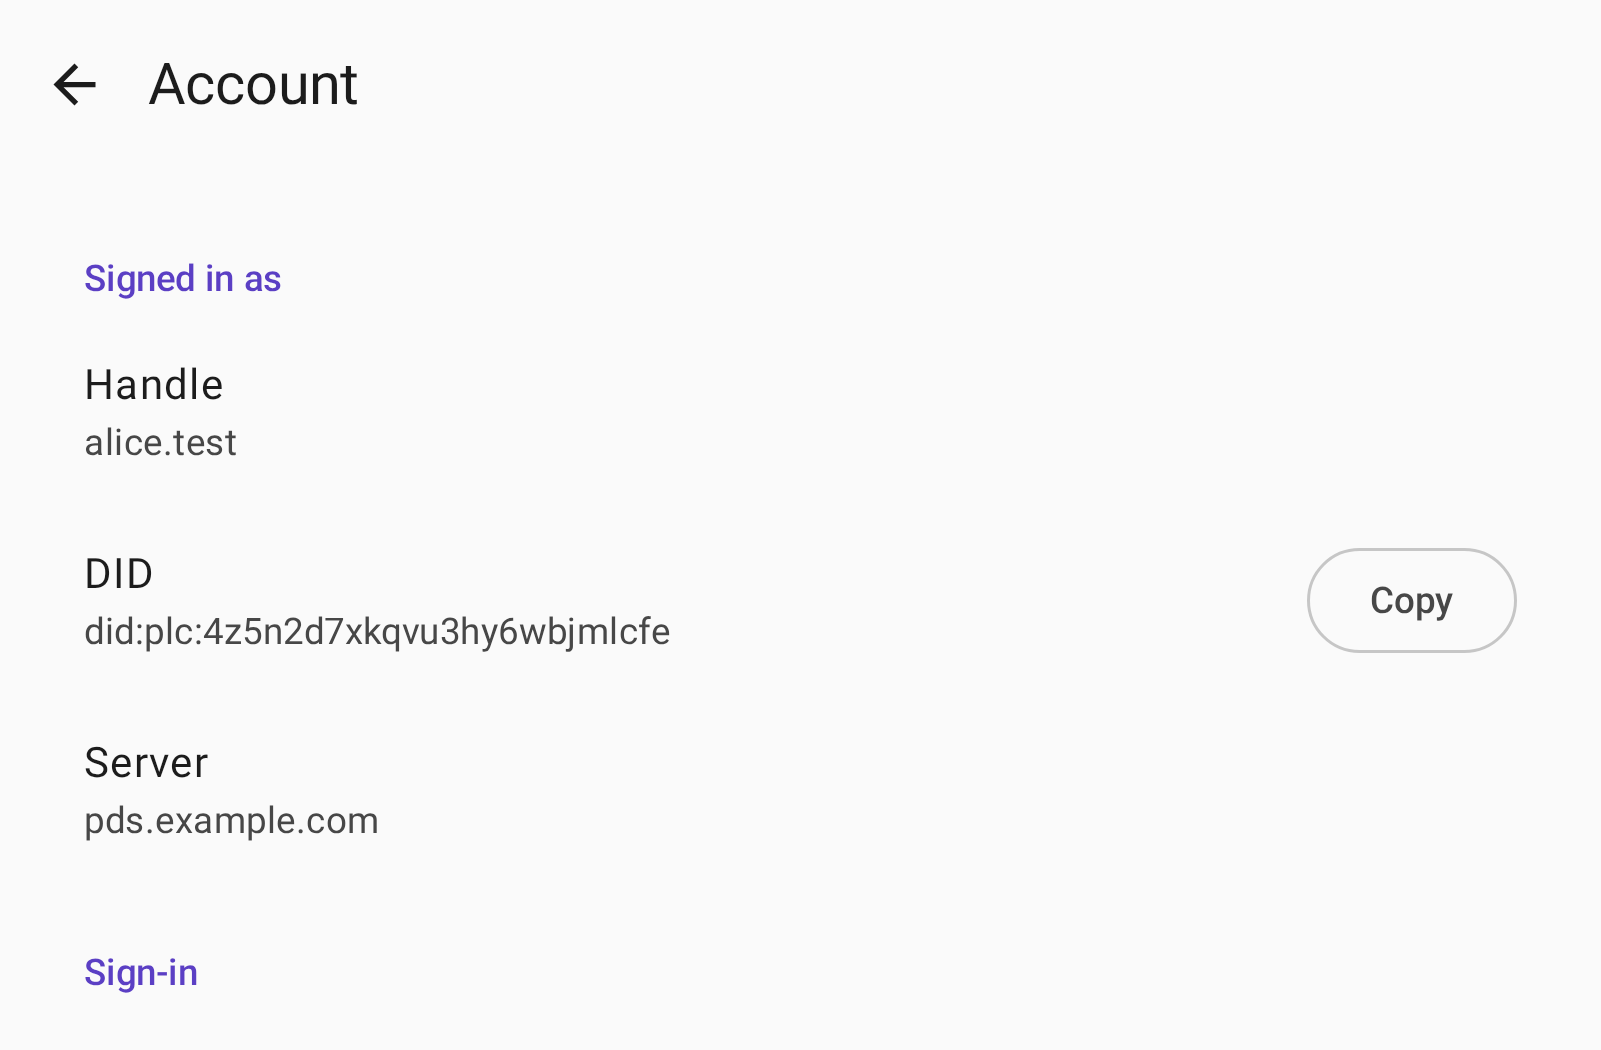 Account
Signed in as
Handle
alice.test
DID
did:plc:4z5n2d7xkqvu3hy6wbjmlcfe
Copy
Server
pds.example.com
Sign-in